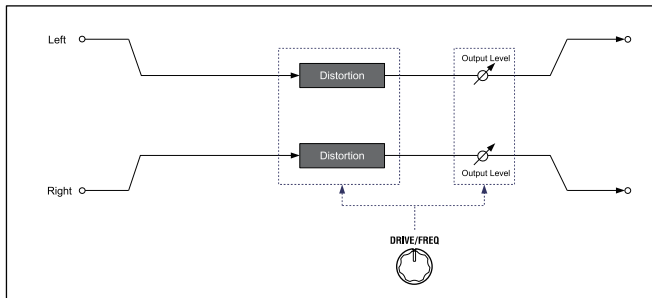 Left
Output Level
Distortion
Distortion
Output Level
Right
DRIVE/FREQ